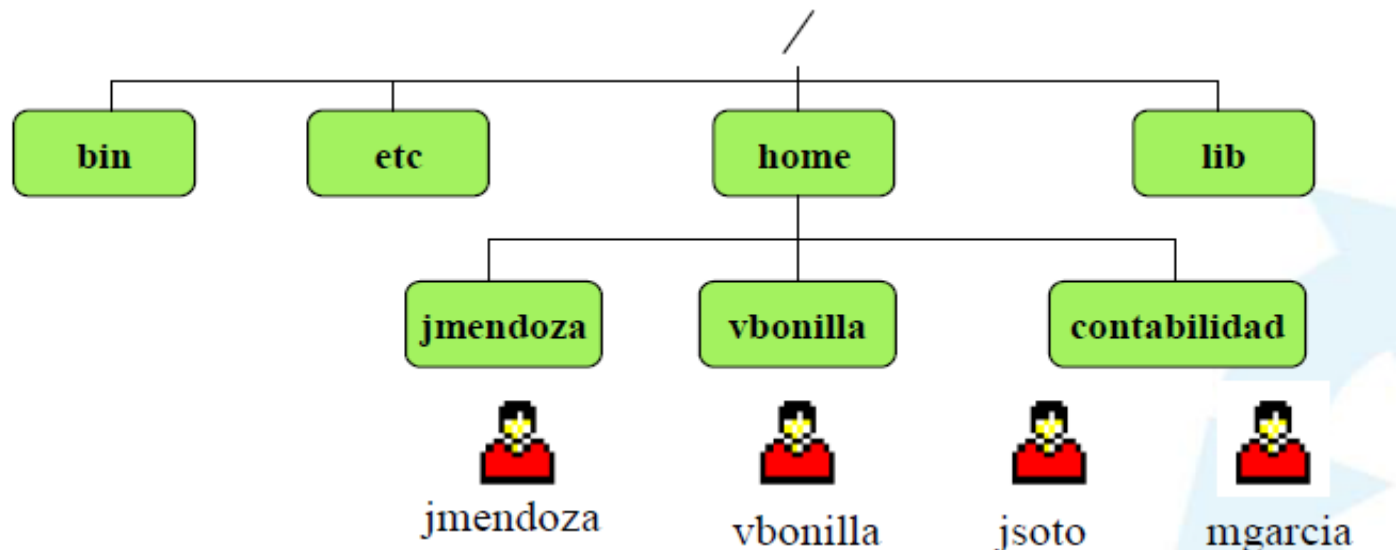 /
bin etc home lib
jmendoza vbonilla contabilidad
jmendoza vbonilla jsoto mgarcia